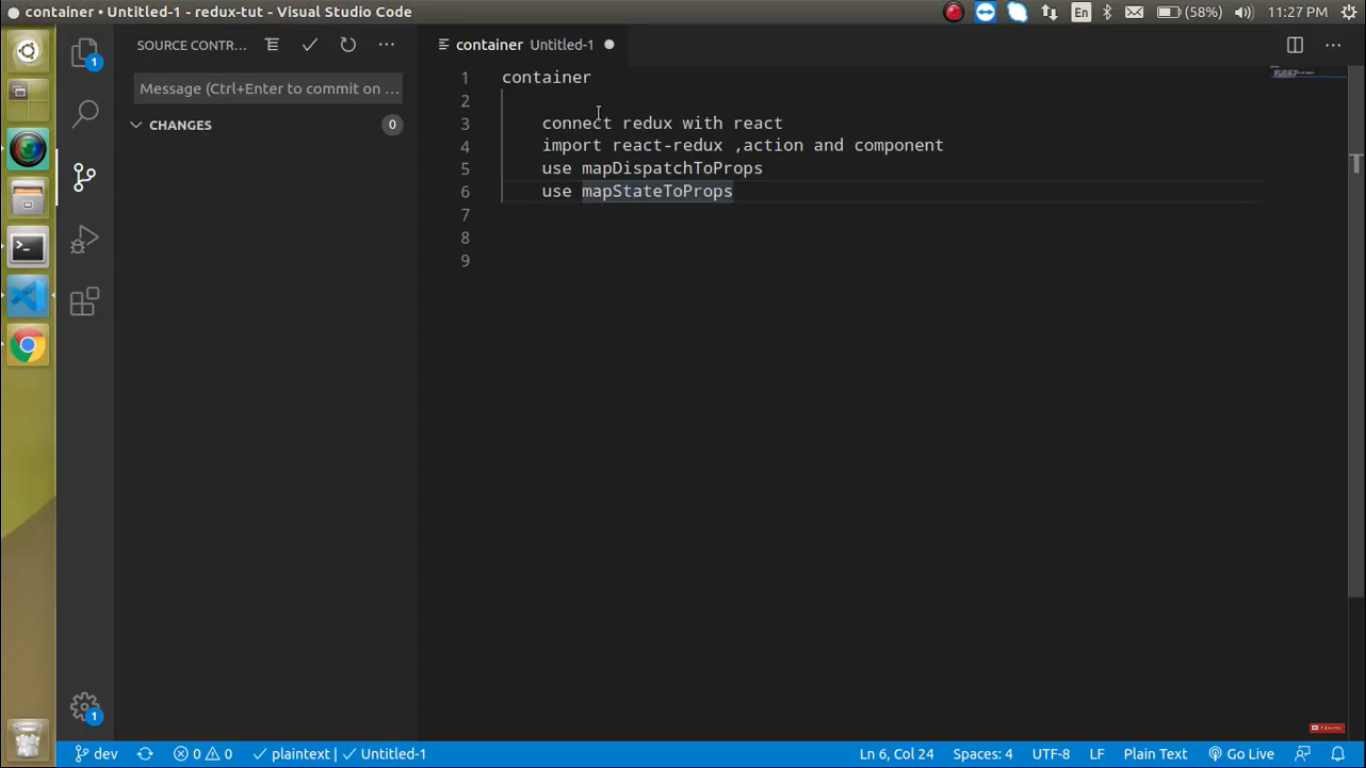 container • Untitled-1 - redux-tut - Visual Studio Code
En
(58%)
11:27 PM
SOURCE CONTR...
container Untitled-1
1
Message (Ctrl+Enter to commit on ...
CHANGES
0
1 container
2
3 connect redux with react
4 import react-redux ,action and component
5 use mapDispatchToProps
6 use mapStateToProps
7
8
9
1
dev
0
0
plaintext |
Untitled-1
Ln 6, Col 24
Spaces: 4
UTF-8
LF
Plain Text
Go Live